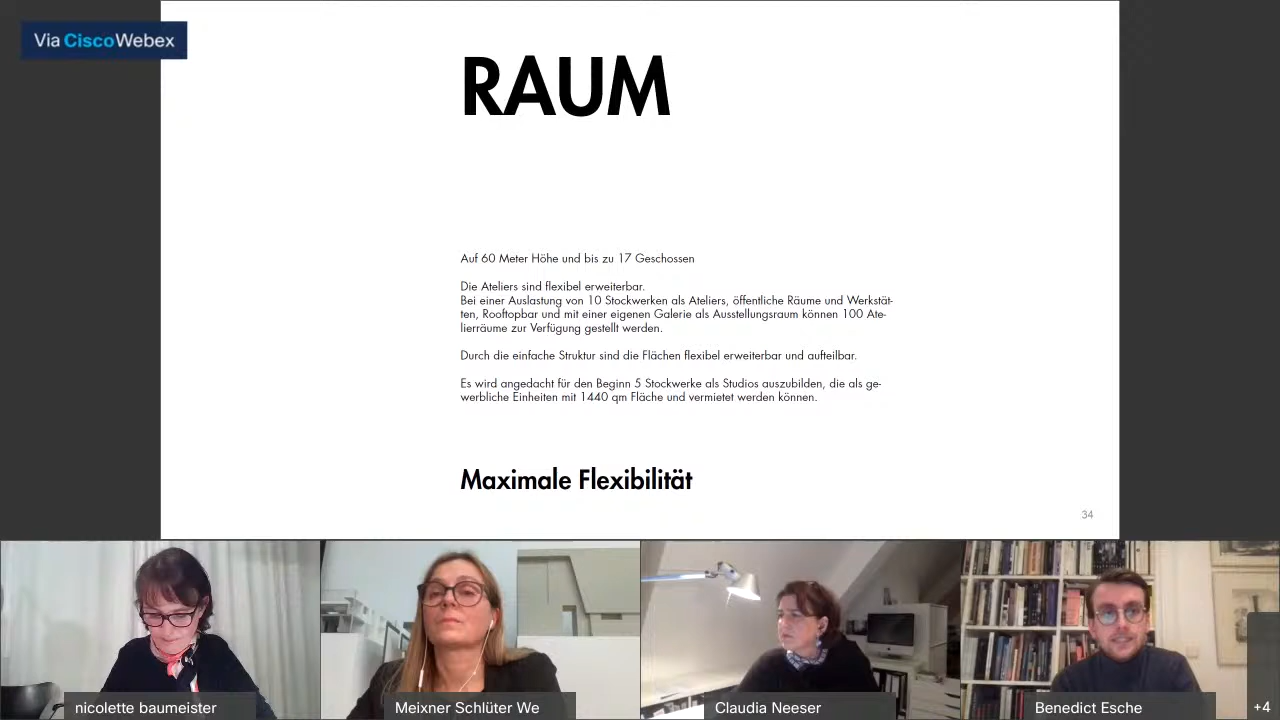 Via CiscoWebex
RAUM
Auf 60 Meter Höhe und bis zu 17 Geschossen
Die Ateliers sind flexibel erweiterbar.
Bei einer Auslastung von 10 Stockwerken als Ateliers, öffentliche Räume und Werkstät-
ten, Rooftopbar und mit einer eigenen Galerie als Ausstellungsraum können 100 Ate-
lierräume zur Verfügung gestellt werden.
Durch die einfache Struktur sind die Flächen flexibel erweiterbar und aufteilbar.
Es wird angedacht für den Beginn 5 Stockwerke als Studios auszubilden, die als ge-
werbliche Einheiten mit 1440 qm Fläche und vermietet werden können.
Maximale Flexibilität
34
nicolette baumeister
Meixner Schlüter We
Claudia Neeser
Benedict Esche
+4